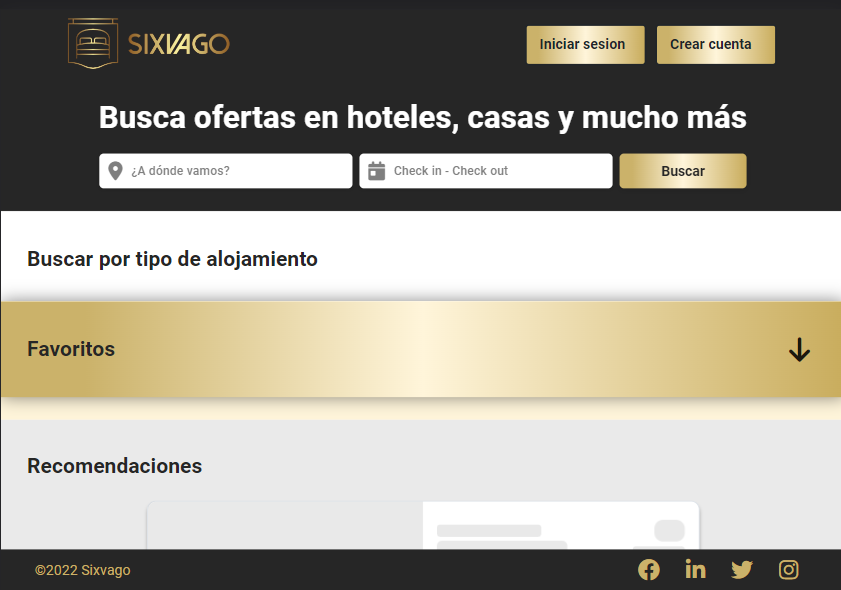 SIXVAGO
Iniciar sesion
Crear cuenta
Busca ofertas en hoteles, casas y mucho más
¿A dónde vamos?
Check in - Check out
Buscar
Buscar por tipo de alojamiento
Favoritos
Recomendaciones
©2022 Sixvago